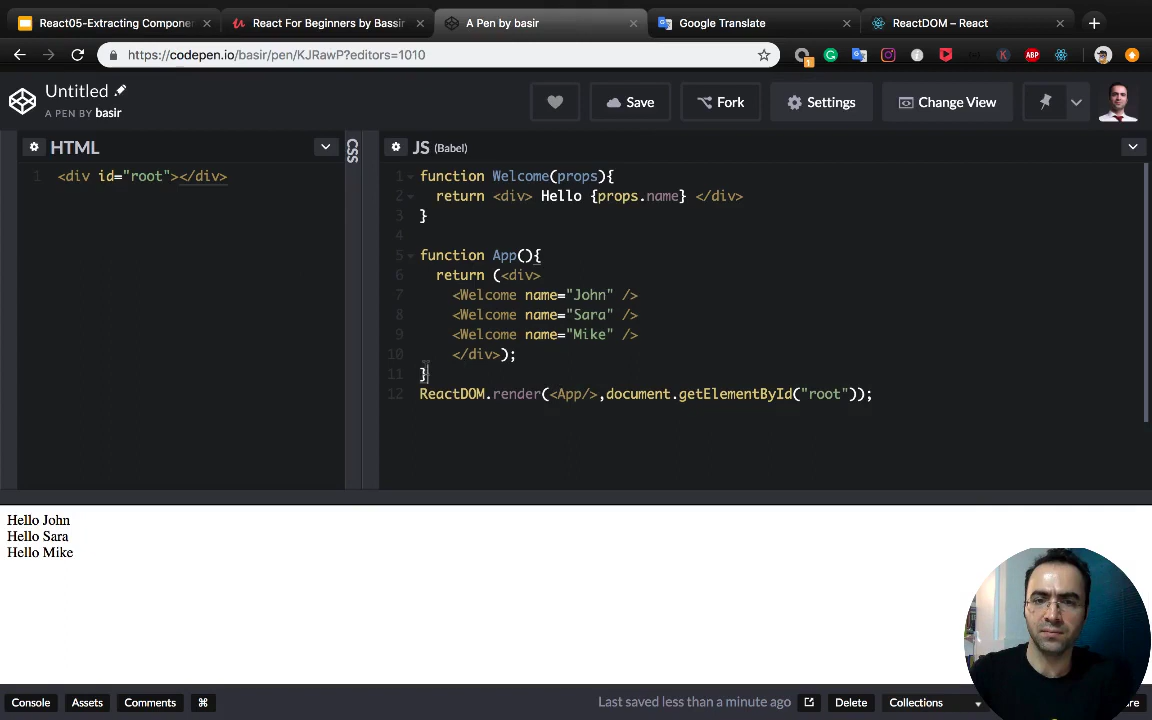 React05-Extracting Componer
React For Beginners by Bassir
A Pen by basir
Google Translate
ReactDOM – React
https://codepen.io/basir/pen/KJRawP?editores=1010
1
ABP
Untitled
A PEN BY basir
Save
Fork
Settings
Change View
HTML
CSS
JS (Babel)
1 <div id="root"></div>
1 function Welcome(props){
2 return <div> Hello {props.name} </div>
3 }
4
5 function App(){
6 return (<div>
7 <Welcome name="John" />
8 <Welcome name="Sara" />
9 <Welcome name="Mike" />
10 </div>);
11 }
12 ReactDOM.render(<App/>,document.getElementById("root"));
Hello John
Hello Sara
Hello Mike
Console
Assets
Comments
⌘
Last saved less than a minute ago
Delete
Collections